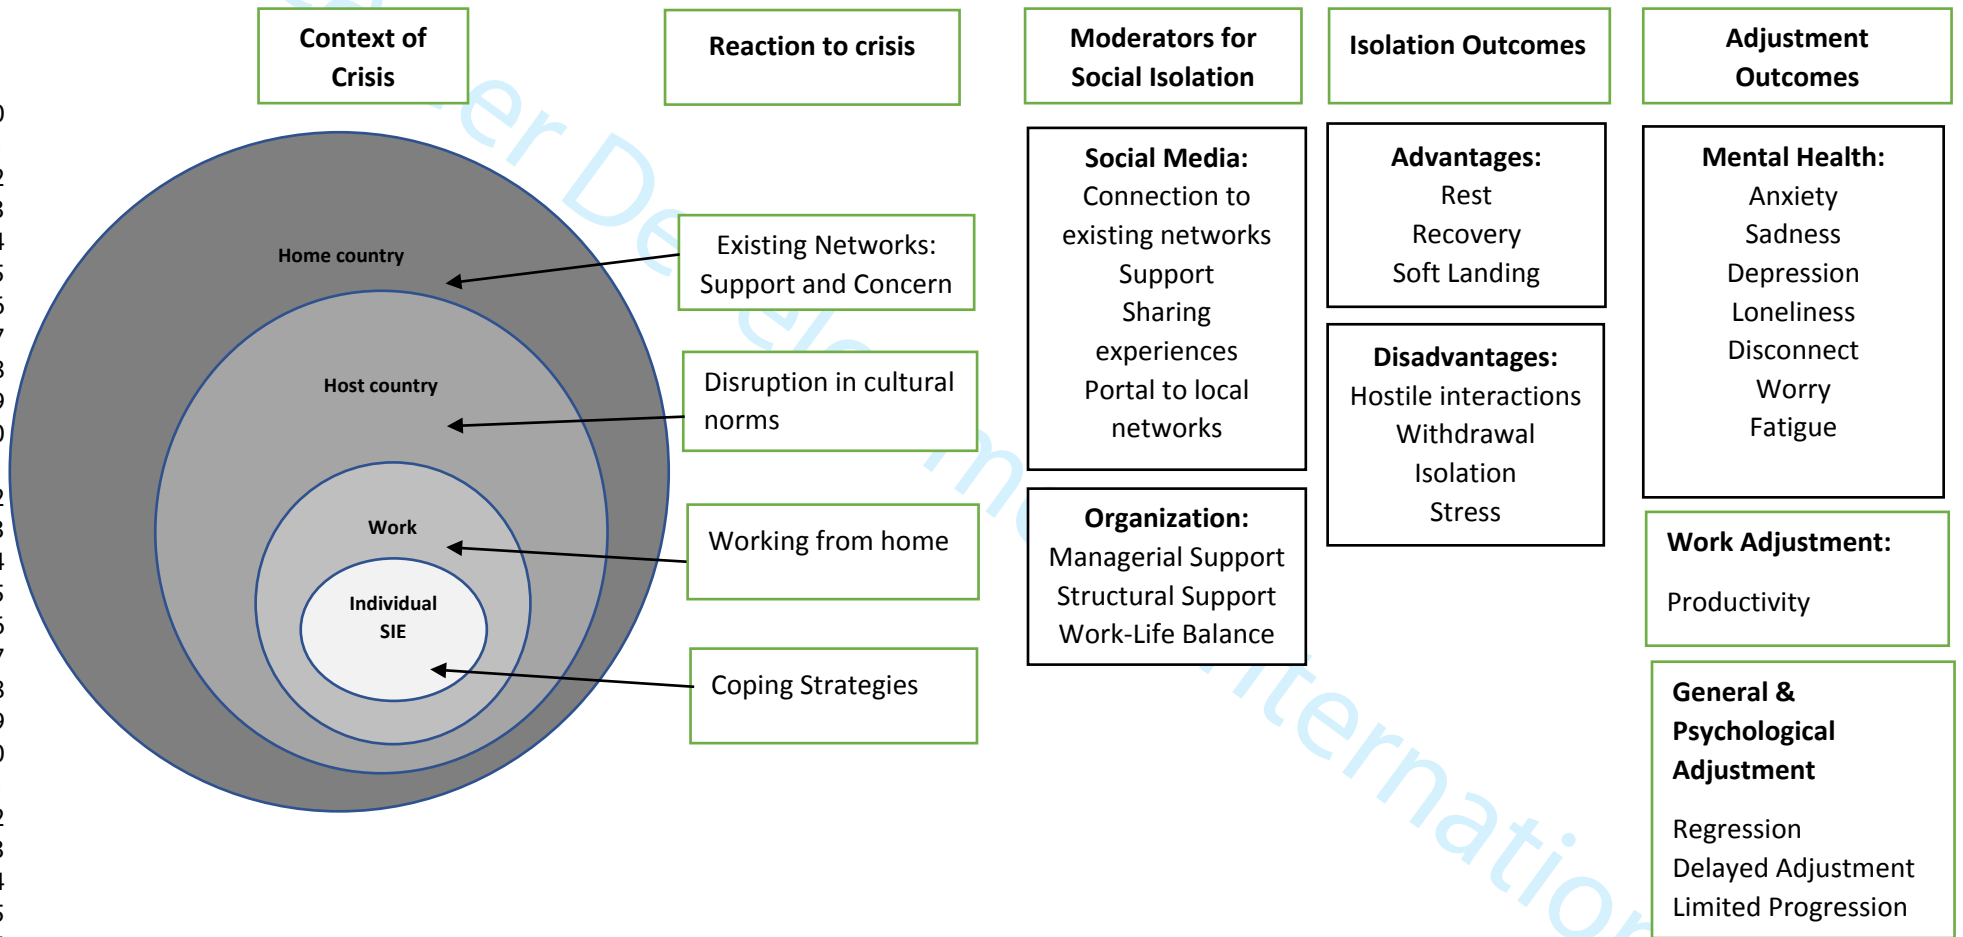 Context of
Crisis
Reaction to crisis
Moderators for
Social Isolation
Isolation Outcomes
Adjustment
Outcomes
Home country
Host country
Work
Individual
SIE
Existing Networks:
Support and Concern
Disruption in cultural
norms
Working from home
Coping Strategies
Social Media:
Connection to
existing networks
Support
Sharing
experiences
Portal to local
networks
Organization:
Managerial Support
Structural Support
Work-Life Balance
Advantages:
Rest
Recovery
Soft Landing
Disadvantages:
Hostile interactions
Withdrawal
Isolation
Stress
Mental Health:
Anxiety
Sadness
Depression
Loneliness
Disconnect
Worry
Fatigue
Work Adjustment:
Productivity
General &
Psychological
Adjustment
Regression
Delayed Adjustment
Limited Progression